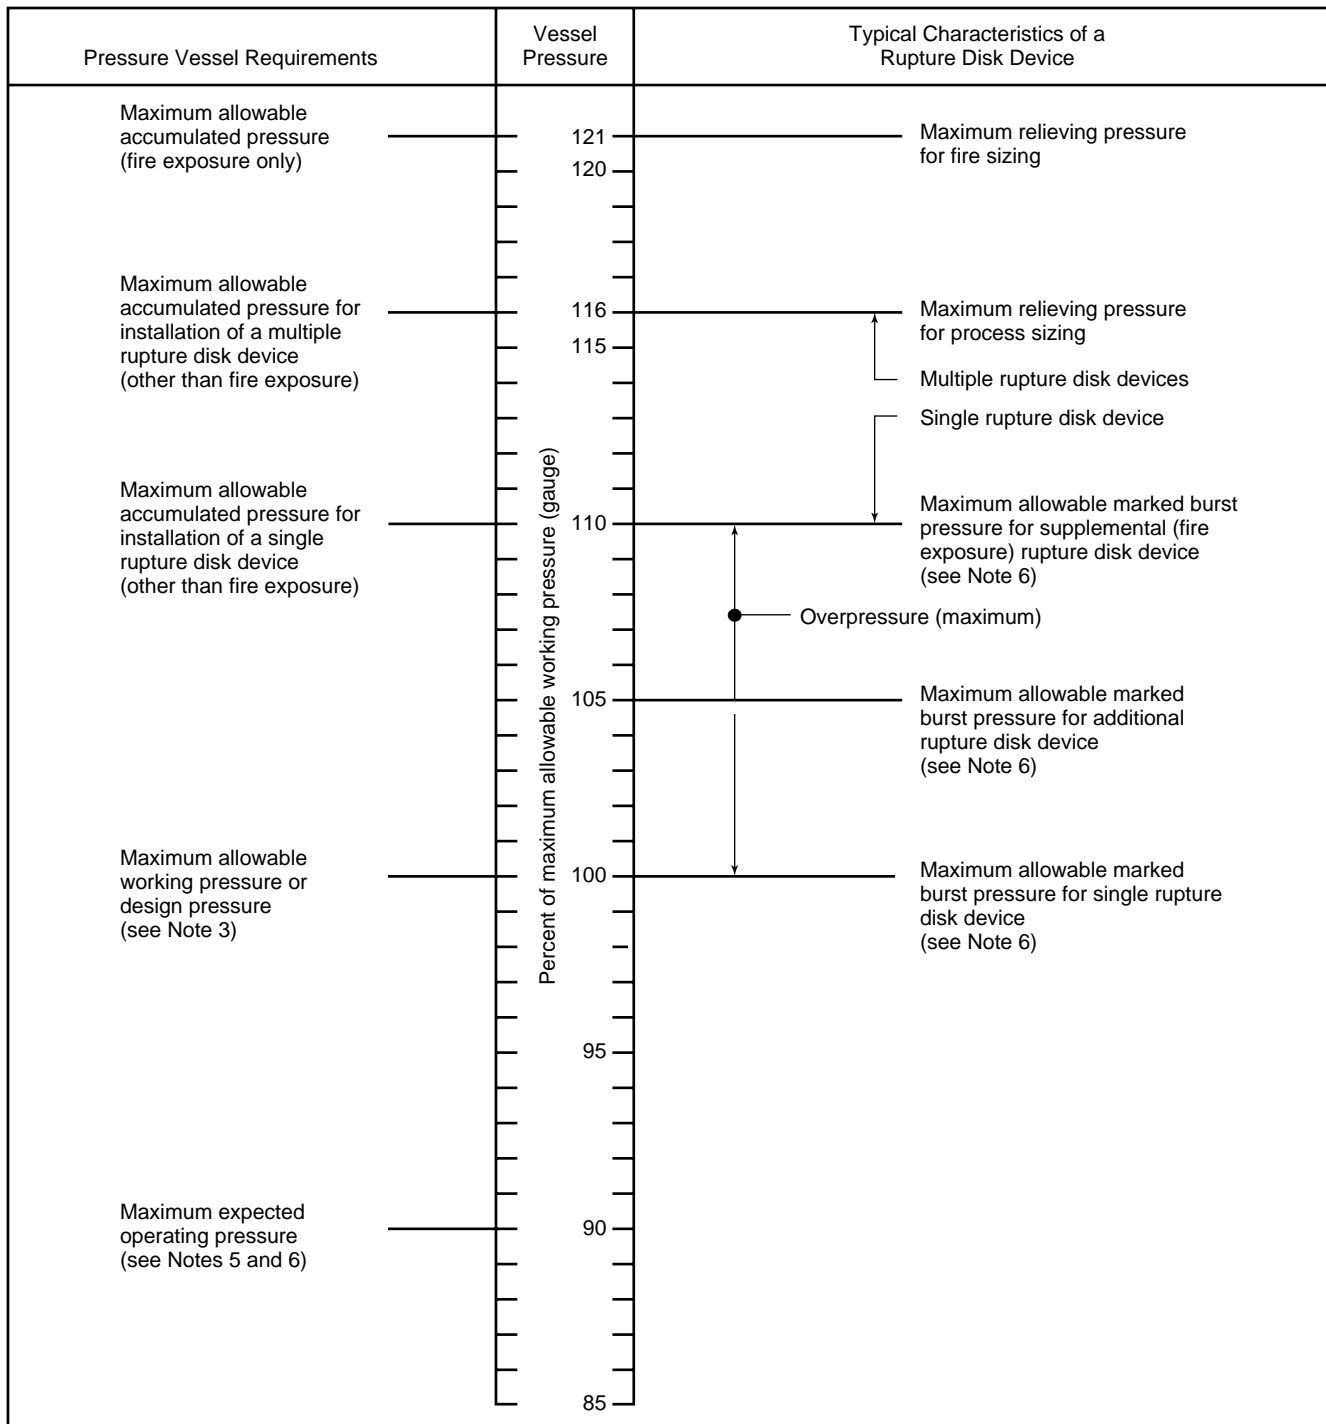 Pressure Vessel Requirements
Vessel
Pressure
Typical Characteristics of a
Rupture Disk Device
Maximum allowable
accumulated pressure
(fire exposure only)
121
120
Maximum relieving pressure
for fire sizing
Maximum allowable
accumulated pressure for
installation of a multiple
rupture disk device
(other than fire exposure)
116
115
Maximum relieving pressure
for process sizing
Multiple rupture disk devices
Single rupture disk device
Maximum allowable
accumulated pressure for
installation of a single
rupture disk device
(other than fire exposure)
Percent of maximum allowable working pressure (gauge)
110
Maximum allowable marked burst
pressure for supplemental (fire
exposure) rupture disk device
(see Note 6)
Overpressure (maximum)
105
Maximum allowable marked
burst pressure for additional
rupture disk device
(see Note 6)
Maximum allowable
working pressure or
design pressure
(see Note 3)
100
Maximum allowable marked
burst pressure for single rupture
disk device
(see Note 6)
95
Maximum expected
operating pressure
(see Notes 5 and 6)
90
85